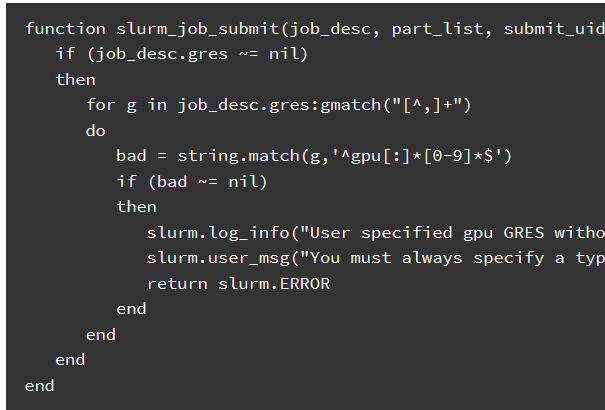 function slurm_job_submit(job_desc, part_list, submit_uid
if (job_desc.gres ~= nil)
then
for g in job_desc.gres:gmatch("[^,]+")
do
bad = string.match(g,'^gpu[:]*[0-9]*$')
if (bad ~= nil)
then
slurm.log_info("User specified gpu GRES witho
slurm.user_msg("You must always specify a typ
return slurm.ERROR
end
end
end
end